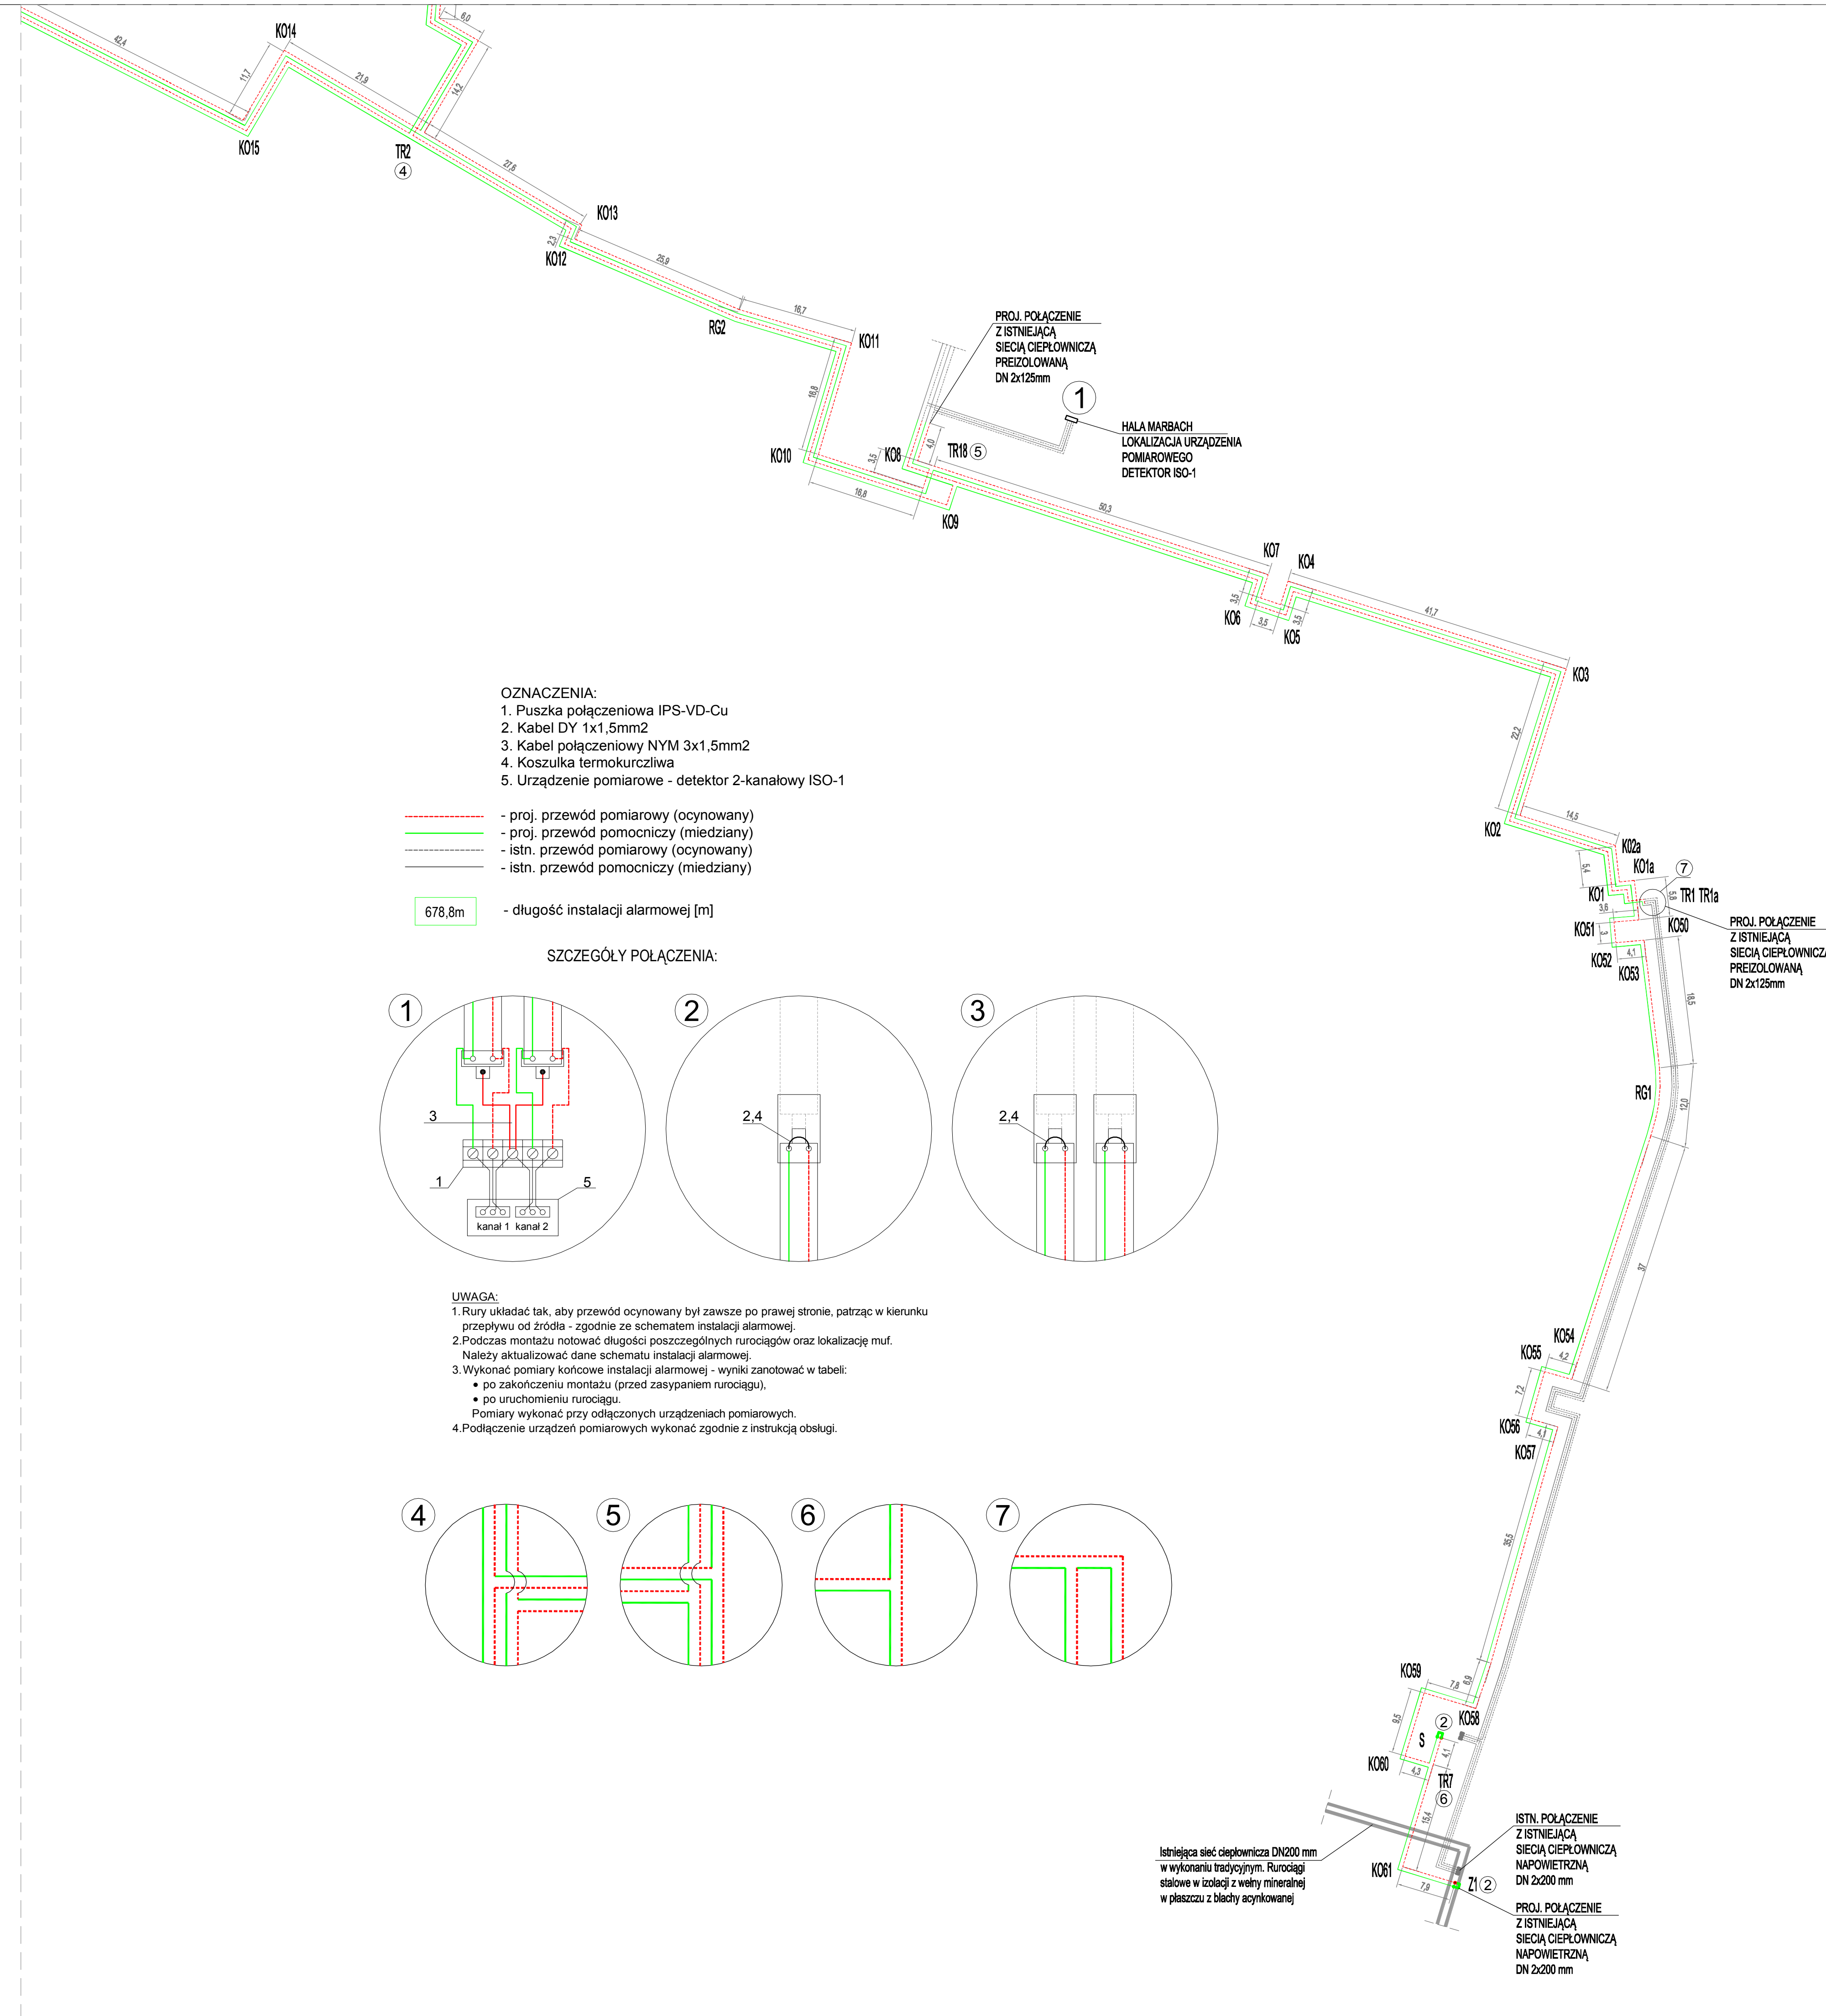 6,0
42,4
KO14
11,7
21,9
14,2
KO15
TR2
4
27,6
KO13
2,3
KO12
25,9
RG2
16,7
KO11
16,8
PROJ. POŁĄCZENIE
Z ISTNIEJĄCĄ
SIECIĄ CIEPŁOWNICZĄ
PREIZOLOWANĄ
DN 2x125mm
1
HALA MARBACH
LOKALIZACJA URZĄDZENIA
POMIAROWEGO
DETEKTOR ISO-1
KO10
3,5
KO8
4,0
TR18 5
16,8
KO9
50,3
KO7
KO4
3,5
KO6
3,5
KO5
3,5
41,7
KO3
22,2
KO2
14,5
K02a
KO1a
5,4
KO1
7
5,8
TR1 TR1a
3,6
KO51
3
KO50
KO52
4,1
KO53
PROJ. POŁĄCZENIE
Z ISTNIEJĄCĄ
SIECIĄ CIEPŁOWNICZĄ
PREIZOLOWANĄ
DN 2x125mm
18,5
RG1
12,0
37
OZNACZENIA:
1. Puszka połączeniowa IPS-VD-Cu
2. Kabel DY 1x1,5mm2
3. Kabel połączeniowy NYM 3x1,5mm2
4. Koszulka termokurczliwa
5. Urządzenie pomiarowe - detektor 2-kanałowy ISO-1
- proj. przewód pomiarowy (ocynowany)
- proj. przewód pomocniczy (miedziany)
- istn. przewód pomiarowy (ocynowany)
- istn. przewód pomocniczy (miedziany)
678,8m - długość instalacji alarmowej [m]
SZCZEGÓŁY POŁĄCZENIA:
1
3
1
5
kanał 1 kanał 2
2
2,4
3
2,4
UWAGA:
1. Rury układać tak, aby przewód ocynowany był zawsze po prawej stronie, patrząc w kierunku
przepływu od źródła - zgodnie ze schematem instalacji alarmowej.
2.Podczas montażu notować długości poszczególnych rurociągów oraz lokalizację muf.
Należy aktualizować dane schematu instalacji alarmowej.
3. Wykonać pomiary końcowe instalacji alarmowej - wyniki zanotować w tabeli:
• po zakończeniu montażu (przed zasypaniem rurociągu),
• po uruchomieniu rurociągu.
Pomiary wykonać przy odłączonych urządzeniach pomiarowych.
4.Podłączenie urządzeń pomiarowych wykonać zgodnie z instrukcją obsługi.
4
5
6
7
KO54
KO55
4,2
7,2
KO56
4,1
KO57
35,5
KO59
7,8
6,9
9,5
2
KO58
S
4,1
KO60
4,3
TR7
6
15,4
Istniejąca sieć ciepłownicza DN200 mm
w wykonaniu tradycyjnym. Rurociągi
stalowe w izolacji z wełny mineralnej
w płaszczu z blachy acynkowanej
KO61
7,9
Z1 2
ISTN. POŁĄCZENIE
Z ISTNIEJĄCĄ
SIECIĄ CIEPŁOWNICZĄ
NAPOWIETRZNĄ
DN 2x200 mm
PROJ. POŁĄCZENIE
Z ISTNIEJĄCĄ
SIECIĄ CIEPŁOWNICZĄ
NAPOWIETRZNĄ
DN 2x200 mm